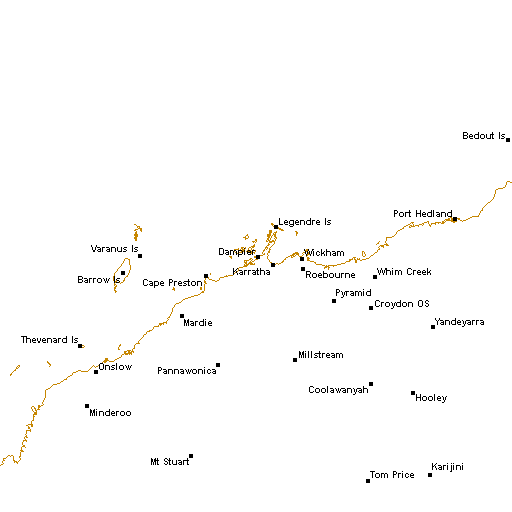 Bedout Is
Port Hedland
Legendre Is
Varanus Is
Dampier
Wickham
Karratha
Roebourne
Whim Creek
Barrow Is
Cape Preston
Pyramid
Croydon OS
Mardie
Yandeyarra
Thevenard Is
Millstream
Onslow
Pannawonica
Coolawanyah
Hooley
Minderoo
Mt Stuart
Karijini
Tom Price